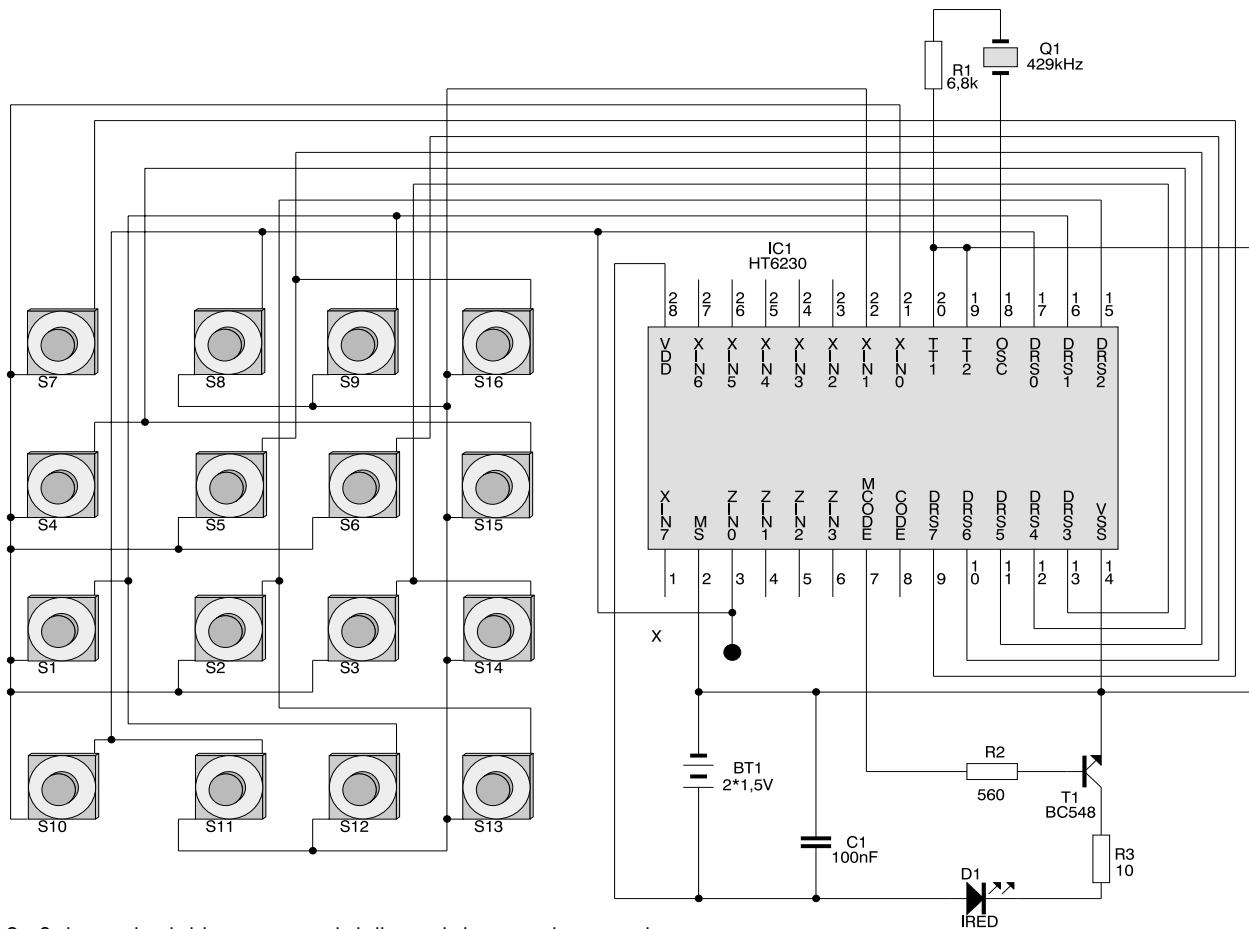 Q1
429kHz
R1
6,8k
IC1
HT6230
28 27 26 25 24 23 22 21 20 19 18 17 16 15
VDD XIN6 XIN5 XIN4 XIN3 XIN2 XIN1 XIN0 TT1 TT2 OSC DRS0 DRS1 DRS2
S7 S8 S9 S16
XIN7 MS ZIN0 ZIN1 ZIN2 ZIN3 MCODE CODE DRS7 DRS6 DRS5 DRS4 DRS3 VSS
S4 S5 S6 S15
1 2 3 4 5 6 7 8 9 10 11 12 13 14
X
S1 S2 S3 S14
R2
560
BT1
2*1,5V
T1
BC548
S10 S11 S12 S13
C1
100nF
R3
10
D1
IRED